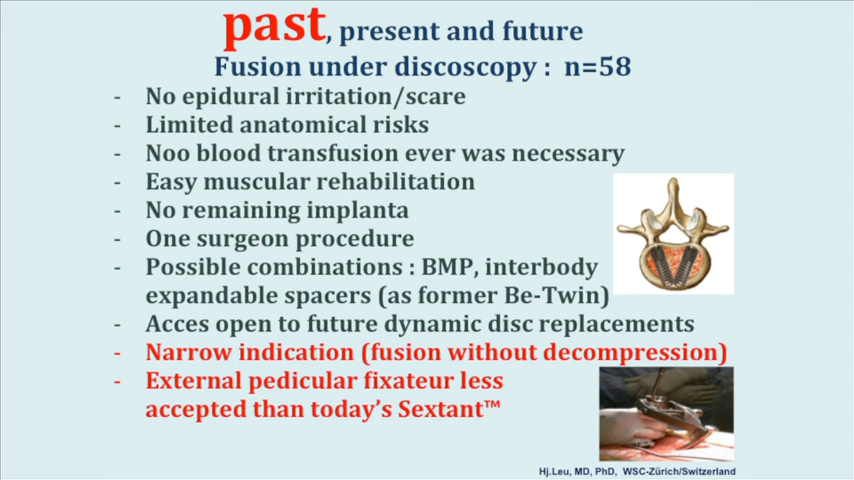 past, present and future
Fusion under discoscopy : n=58
- No epidural irritation/scare
- Limited anatomical risks
- Noo blood transfusion ever was necessary
- Easy muscular rehabilitation
- No remaining implanta
- One surgeon procedure
- Possible combinations : BMP, interbody
expandable spacers (as former Be-Twin)
- Acces open to future dynamic disc replacements
- Narrow indication (fusion without decompression)
- External pedicular fixateur less
accepted than today's Sextant™
Hj.Leu, MD, PhD, WSC-Zürich/Switzerland